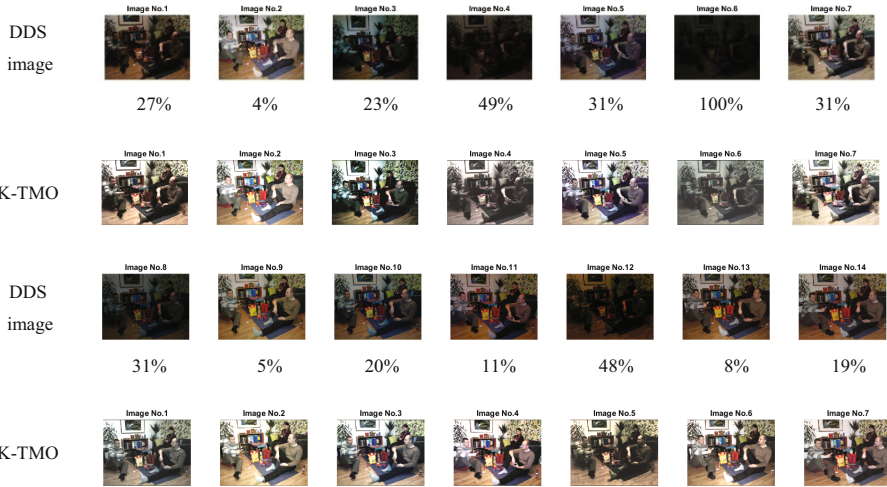 Image No.1 Image No.2 Image No.3 Image No.4 Image No.5 Image No.6 Image No.7
DDS
image
27% 4% 23% 49% 31% 100% 31%
Image No.1 Image No.2 Image No.3 Image No.4 Image No.5 Image No.6 Image No.7
K-TMO
Image No.8 Image No.9 Image No.10 Image No.11 Image No.12 Image No.13 Image No.14
DDS
image
31% 5% 20% 11% 48% 8% 19%
Image No.1 Image No.2 Image No.3 Image No.4 Image No.5 Image No.6 Image No.7
K-TMO